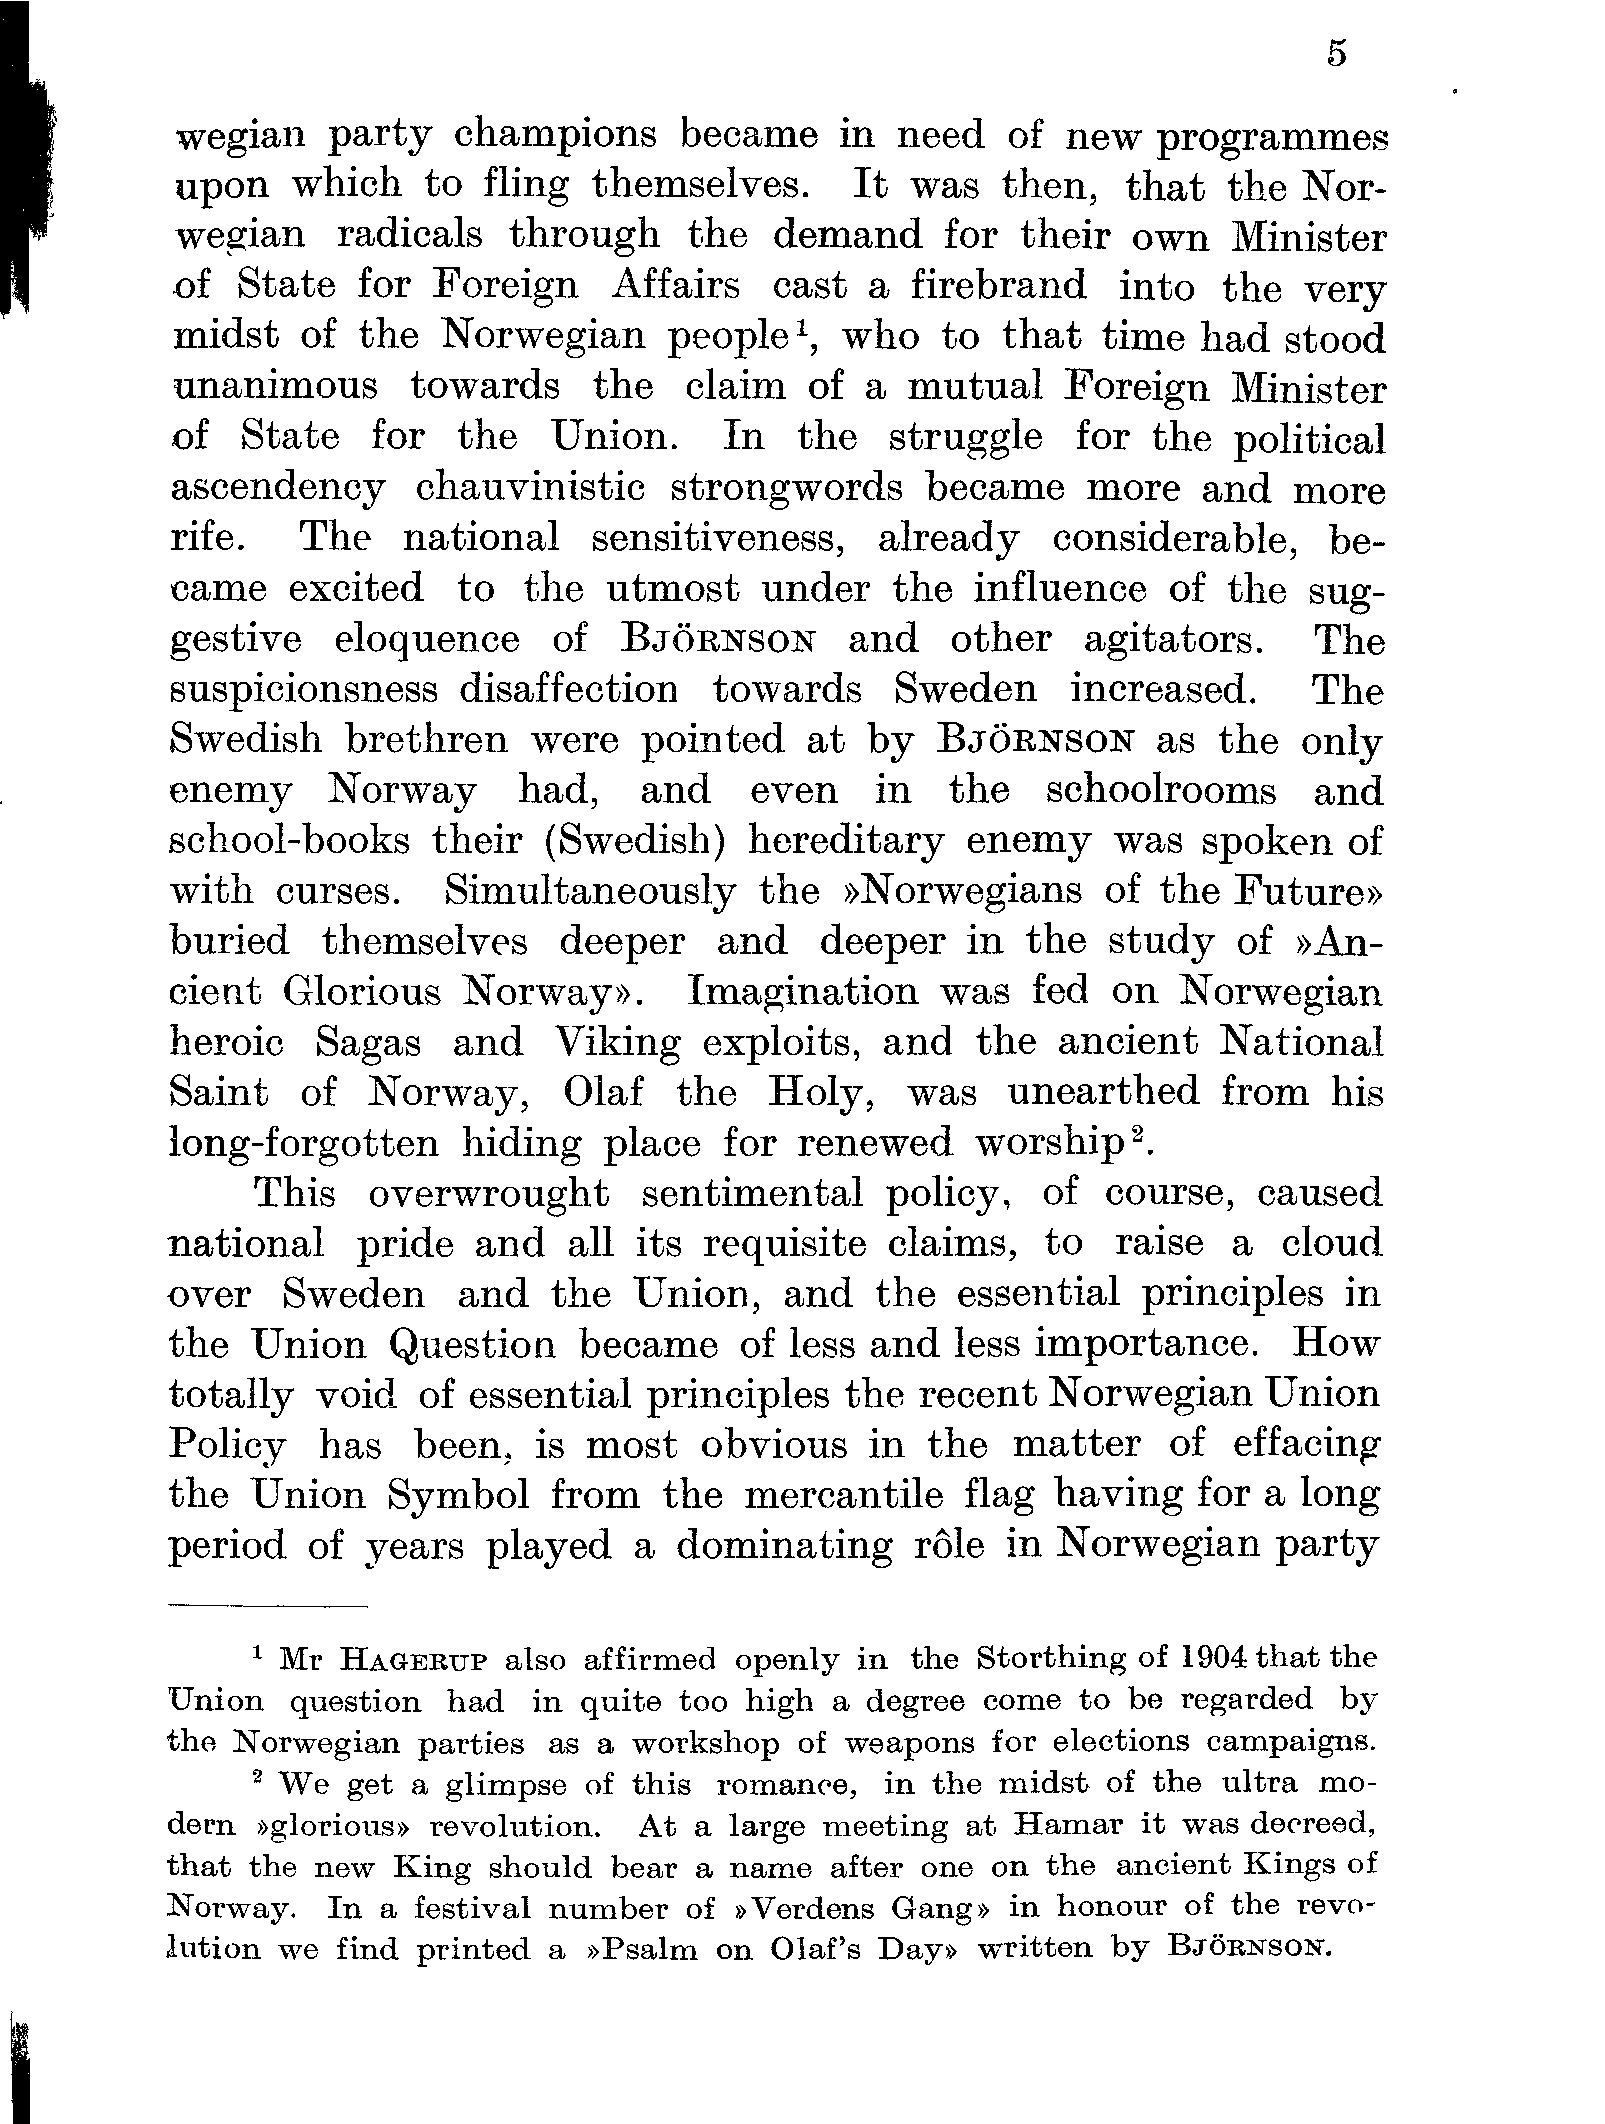 5
wegian party champions became in need of new programmes
upon which to fling themselves. It was then, that the Nor-
wegian radicals through the demand for their own Minister
of State for Foreign Affairs cast a firebrand into the very
midst of the Norwegian people¹, who to that time had stood
unanimous towards the claim of a mutual Foreign Minister
of State for the Union. In the struggle for the political
ascendency chauvinistic strongwords became more and more
rife. The national sensitiveness, already considerable, be-
came excited to the utmost under the influence of the sug-
gestive eloquence of BJÖRNSON and other agitators. The
suspicionsness disaffection towards Sweden increased. The
Swedish brethren were pointed at by BJÖRNSON as the only
enemy Norway had, and even in the schoolrooms and
school-books their (Swedish) hereditary enemy was spoken of
with curses. Simultaneously the »Norwegians of the Future»
buried themselves deeper and deeper in the study of »An-
cient Glorious Norway». Imagination was fed on Norwegian
heroic Sagas and Viking exploits, and the ancient National
Saint of Norway, Olaf the Holy, was unearthed from his
long-forgotten hiding place for renewed worship².
This overwrought sentimental policy, of course, caused
national pride and all its requisite claims, to raise a cloud
over Sweden and the Union, and the essential principles in
the Union Question became of less and less importance. How
totally void of essential principles the recent Norwegian Union
Policy has been, is most obvious in the matter of effacing
the Union Symbol from the mercantile flag having for a long
period of years played a dominating rôle in Norwegian party
¹ Mr HAGERUP also affirmed openly in the Storthing of 1904 that the
Union question had in quite too high a degree come to be regarded by
the Norwegian parties as a workshop of weapons for elections campaigns.
² We get a glimpse of this romance, in the midst of the ultra mo-
dern »glorious» revolution. At a large meeting at Hamar it was decreed,
that the new King should bear a name after one on the ancient Kings of
Norway. In a festival number of »Verdens Gang» in honour of the revo-
lution we find printed a »Psalm on Olaf's Day» written by BJÖRNSON.